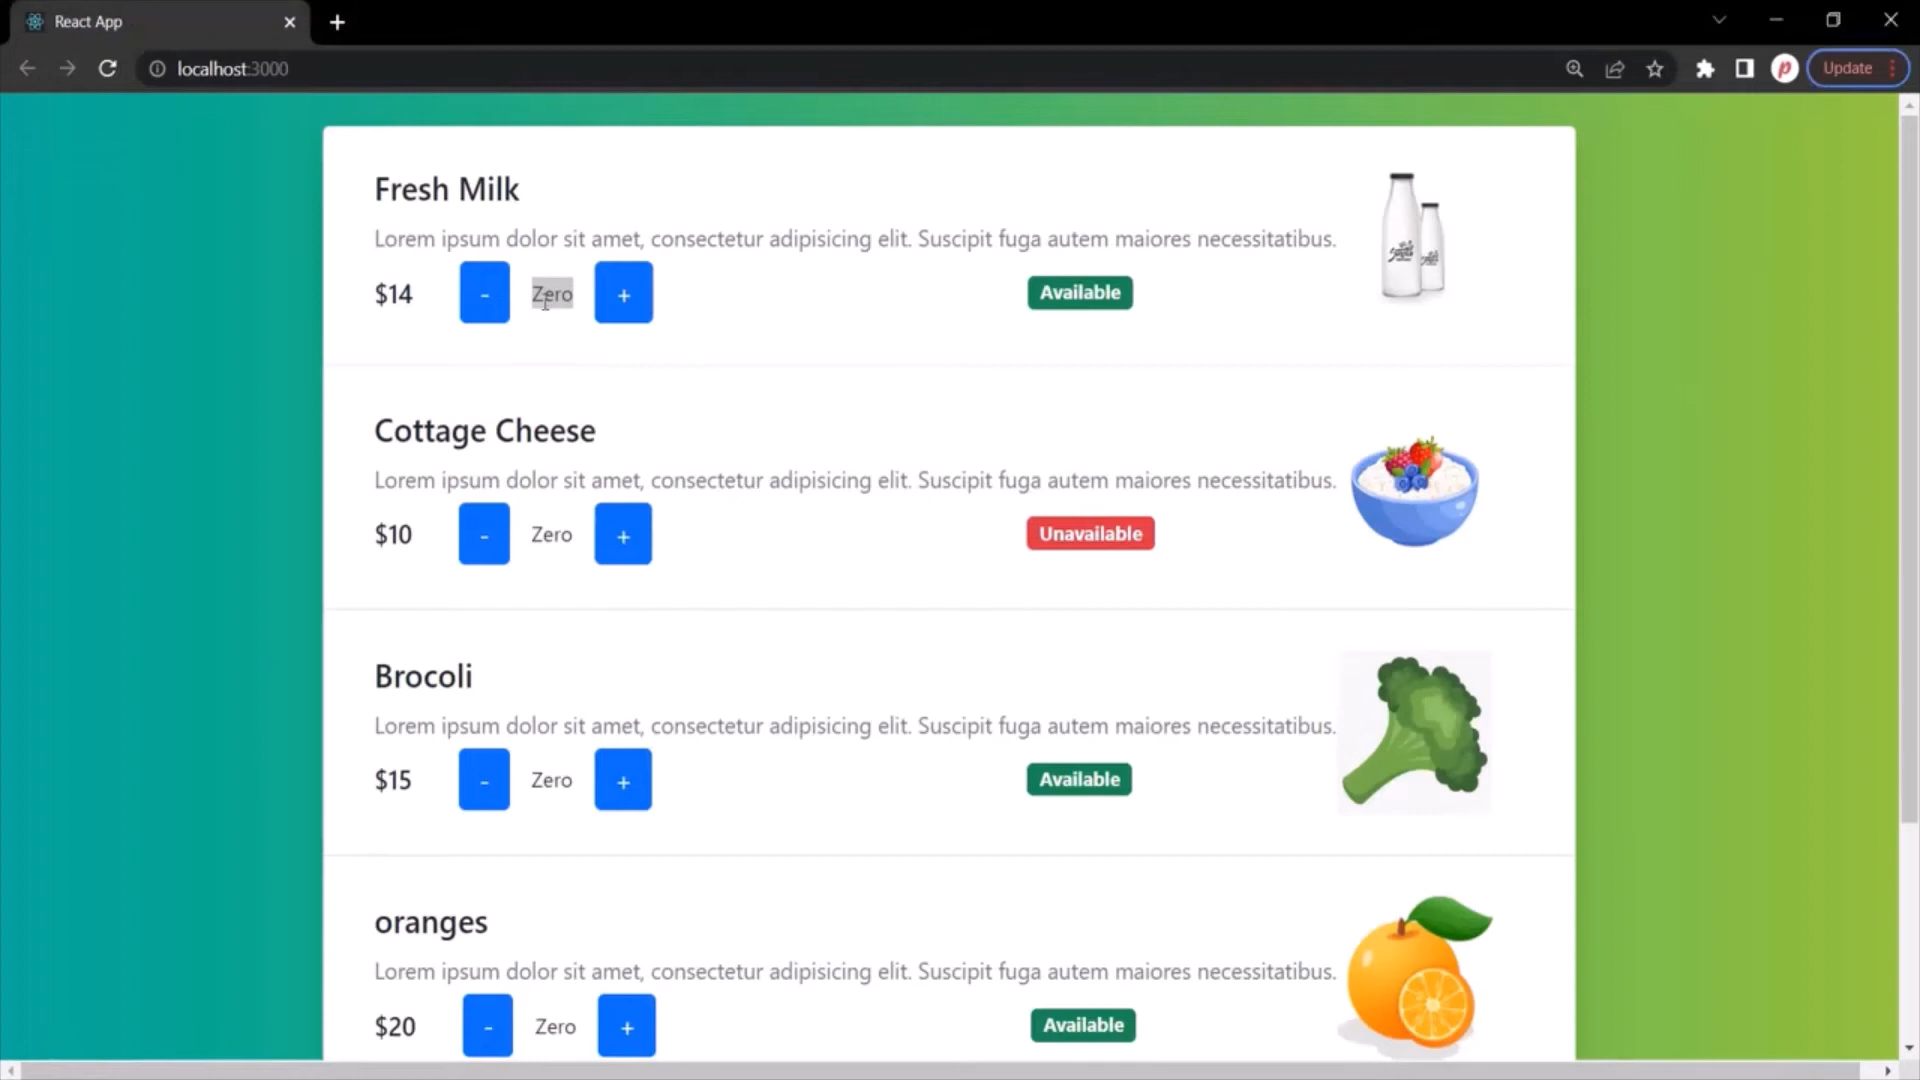 React App
localhost:3000
Update
Fresh Milk
Lorem ipsum dolor sit amet, consectetur adipisicing elit. Suscipit fuga autem maiores necessitatibus.
$14 - Zero + Available
Cottage Cheese
Lorem ipsum dolor sit amet, consectetur adipisicing elit. Suscipit fuga autem maiores necessitatibus.
$10 - Zero + Unavailable
Brocoli
Lorem ipsum dolor sit amet, consectetur adipisicing elit. Suscipit fuga autem maiores necessitatibus.
$15 - Zero + Available
oranges
Lorem ipsum dolor sit amet, consectetur adipisicing elit. Suscipit fuga autem maiores necessitatibus.
$20 - Zero + Available